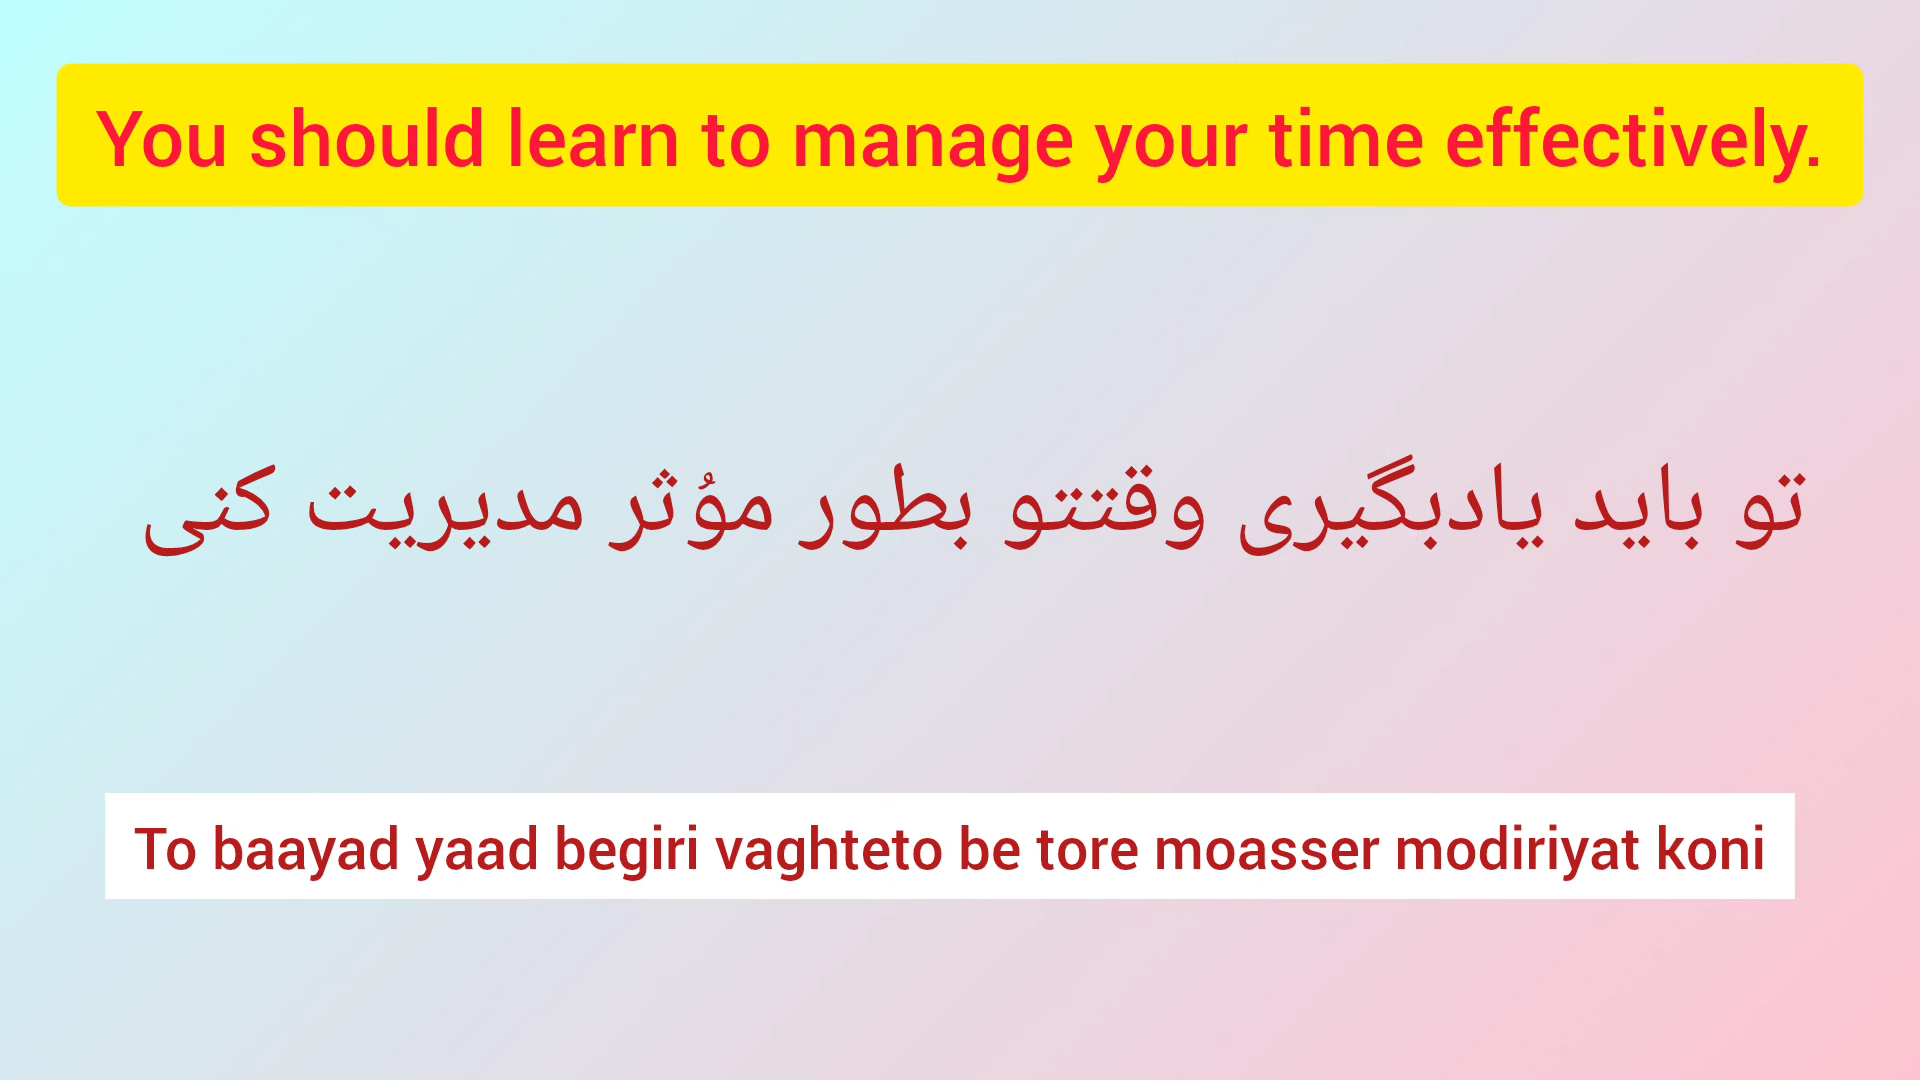 You should learn to manage your time effectively.
تو باید یادبگیری وقتتو بطور مؤثر مدیریت کنی
To baayad yaad begiri vaghteto be tore moasser modiriyat koni